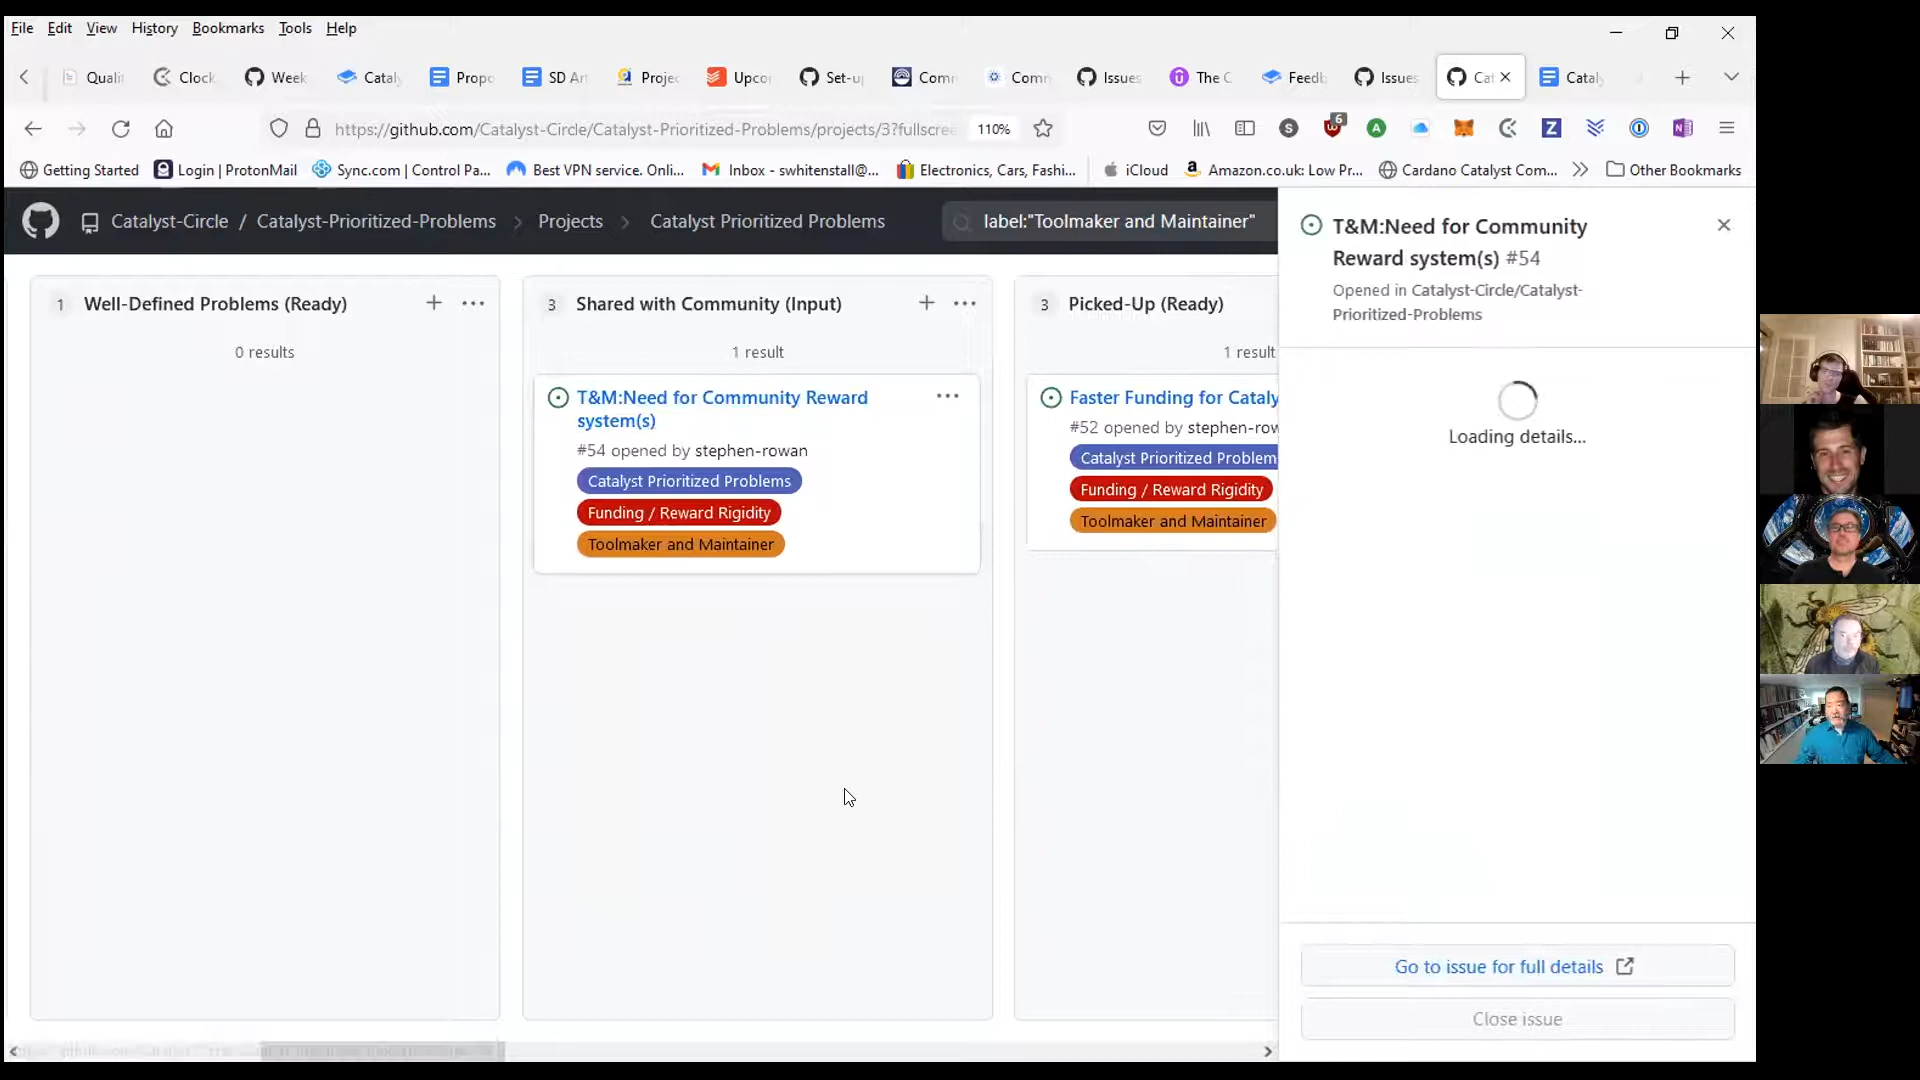 File Edit View History Bookmarks Tools Help
Quali Clock Week Cataly Propo SD Ar Projec Upco Set-u Comm Comm Issues The C Feedb Issues Cat Cataly
https://github.com/Catalyst-Circle/Catalyst-Prioritized-Problems/projects/3?fullscree 110% S 6 A Z N
Getting Started Login | ProtonMail Sync.com | Control Pa... Best VPN service. Onli... Inbox - swhitenstall@... Electronics, Cars, Fashi... iCloud Amazon.co.uk: Low Pr... Cardano Catalyst Com... Other Bookmarks
Catalyst-Circle / Catalyst-Prioritized-Problems > Projects > Catalyst Prioritized Problems label:"Toolmaker and Maintainer"
1 Well-Defined Problems (Ready)
0 results
3 Shared with Community (Input)
1 result
T&M:Need for Community Reward
system(s)
#54 opened by stephen-rowan
Catalyst Prioritized Problems
Funding / Reward Rigidity
Toolmaker and Maintainer
3 Picked-Up (Ready)
1 result
Faster Funding for Cataly
#52 opened by stephen-row
Catalyst Prioritized Problem
Funding / Reward Rigidity
Toolmaker and Maintainer
T&M:Need for Community
Reward system(s) #54
Opened in Catalyst-Circle/Catalyst-
Prioritized-Problems
Loading details...
Go to issue for full details
Close issue